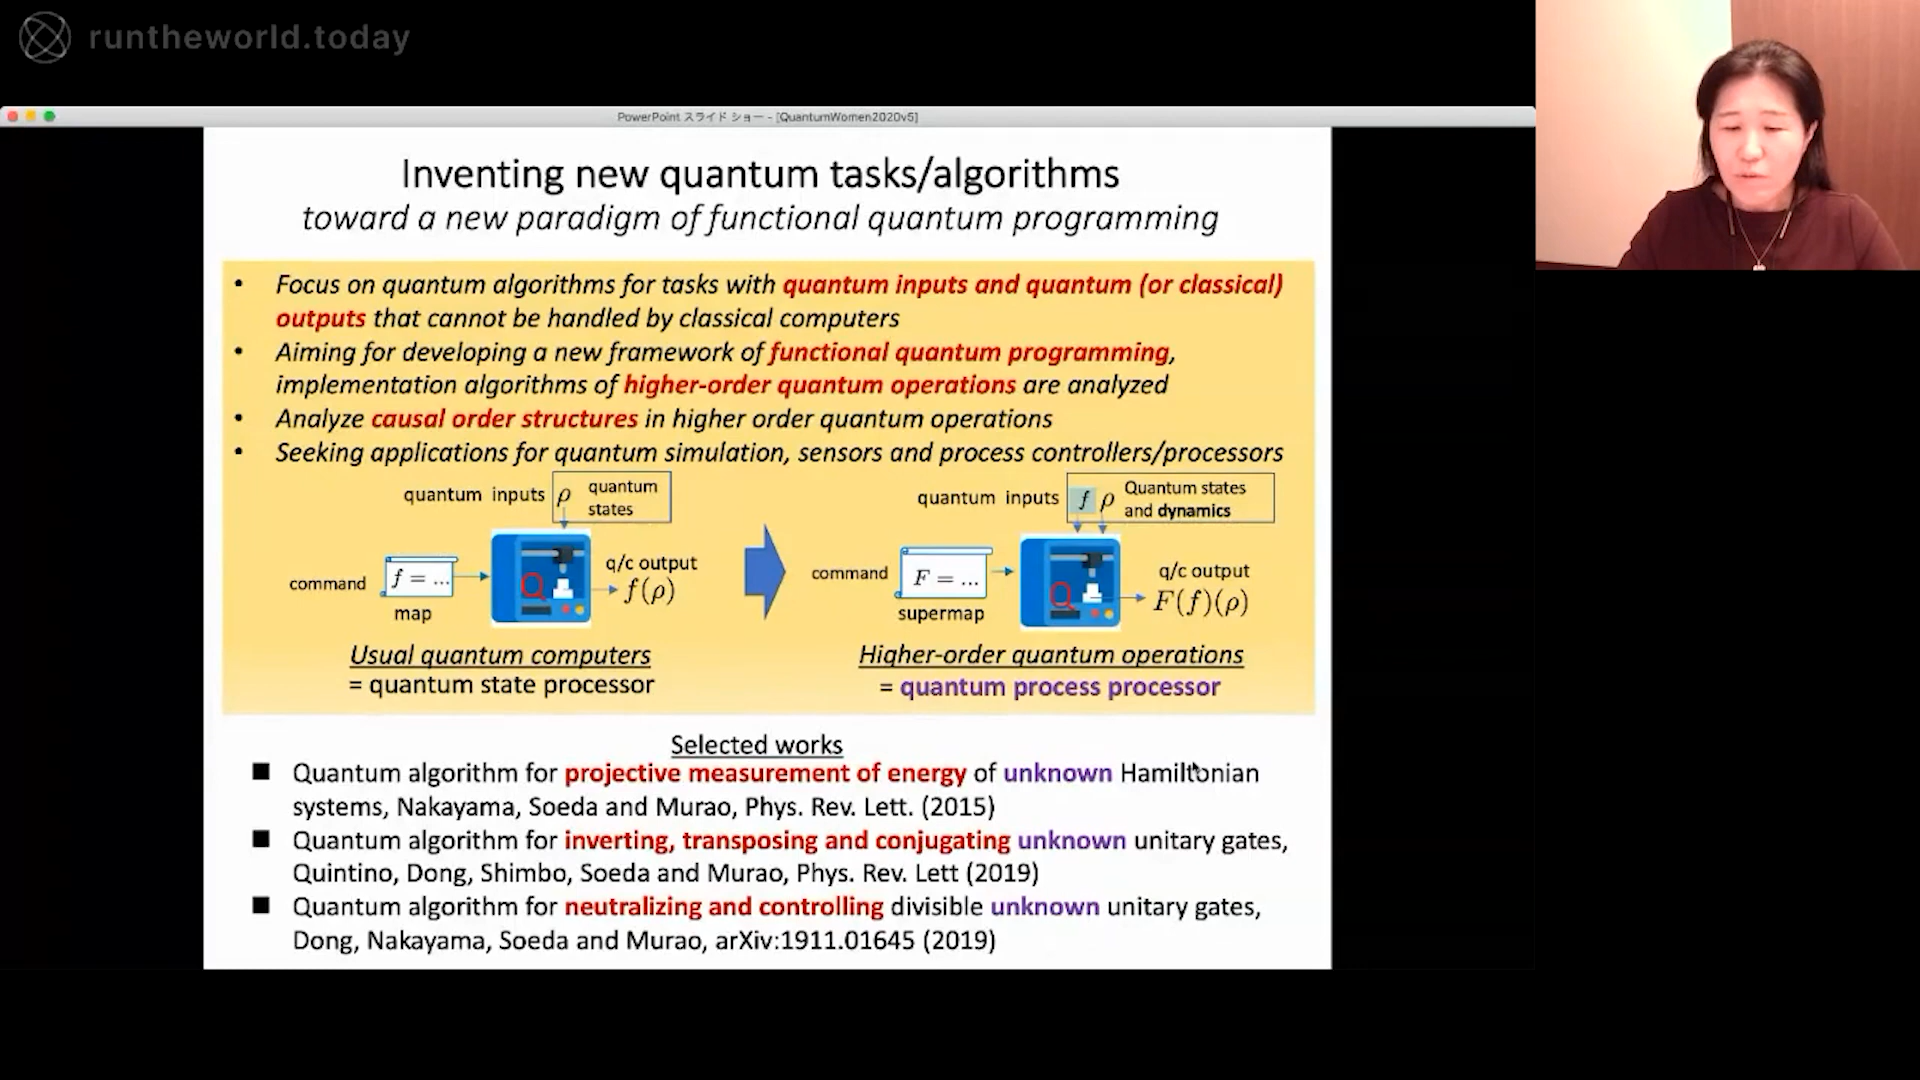 runtheworld.today
PowerPoint スライド ショー - [QuantumWomen2020v5]
Inventing new quantum tasks/algorithms
toward a new paradigm of functional quantum programming
• Focus on quantum algorithms for tasks with quantum inputs and quantum (or classical)
outputs that cannot be handled by classical computers
• Aiming for developing a new framework of functional quantum programming,
implementation algorithms of higher-order quantum operations are analyzed
• Analyze causal order structures in higher order quantum operations
• Seeking applications for quantum simulation, sensors and process controllers/processors
quantum inputs ρ quantum
states
command f = ...
map
Q
q/c output
f(ρ)
Usual quantum computers
= quantum state processor
quantum inputs f ρ Quantum states
and dynamics
command F = ...
supermap
Q
q/c output
F(f)(ρ)
Higher-order quantum operations
= quantum process processor
Selected works
■ Quantum algorithm for projective measurement of energy of unknown Hamiltonian
systems, Nakayama, Soeda and Murao, Phys. Rev. Lett. (2015)
■ Quantum algorithm for inverting, transposing and conjugating unknown unitary gates,
Quintino, Dong, Shimbo, Soeda and Murao, Phys. Rev. Lett (2019)
■ Quantum algorithm for neutralizing and controlling divisible unknown unitary gates,
Dong, Nakayama, Soeda and Murao, arXiv:1911.01645 (2019)